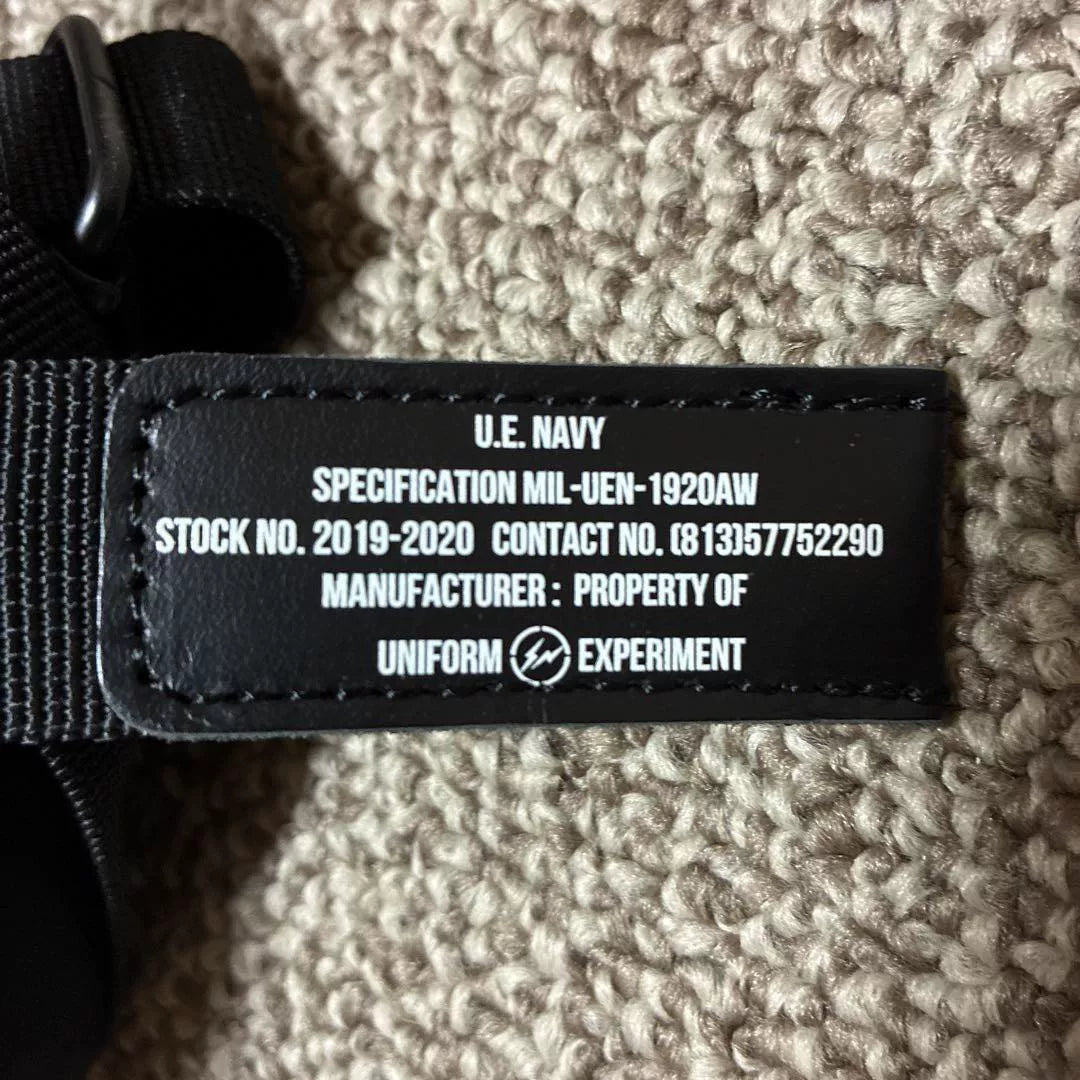 U.E. NAVY
SPECIFICATION MIL-UEN-1920AW
STOCK NO. 2019-2020 CONTACT NO. (813)57752290
MANUFACTURER : PROPERTY OF
UNIFORM EXPERIMENT